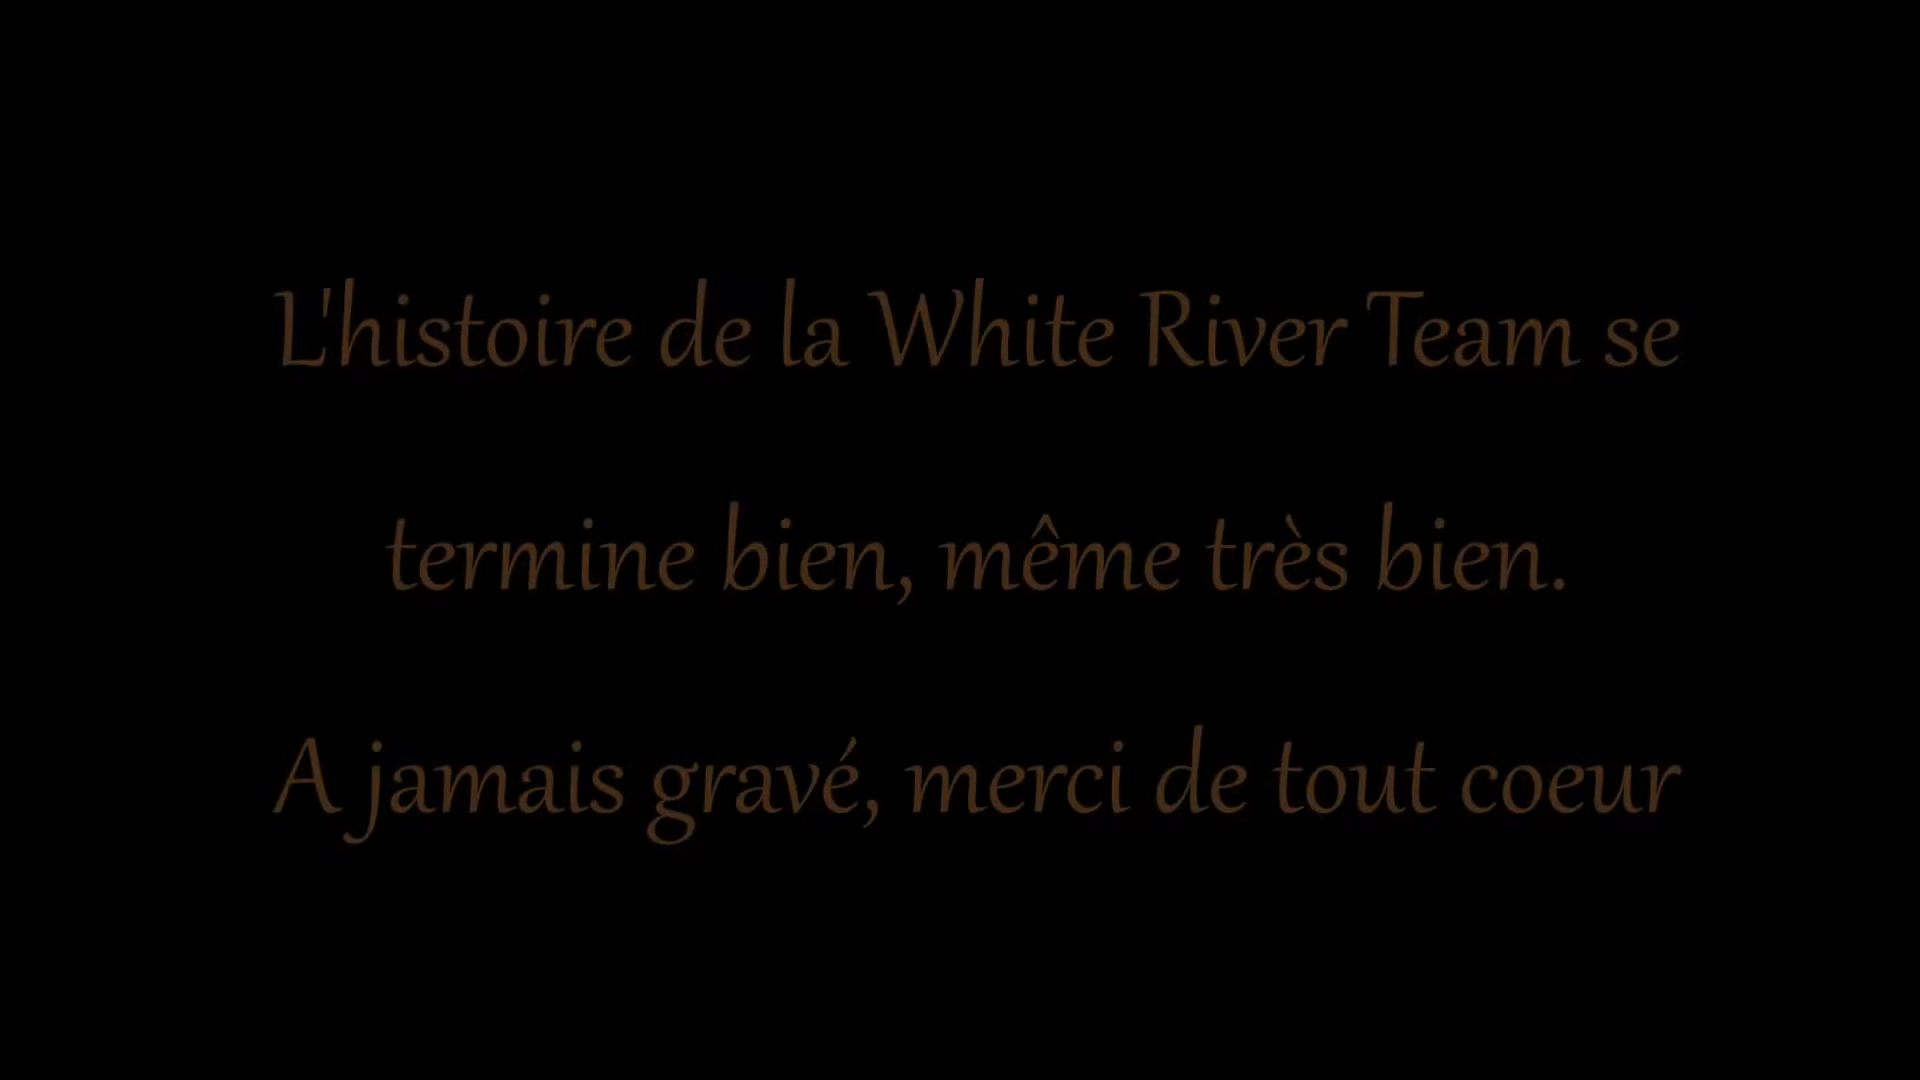 L'histoire de la White River Team se
termine bien, même très bien.
A jamais gravé, merci de tout coeur